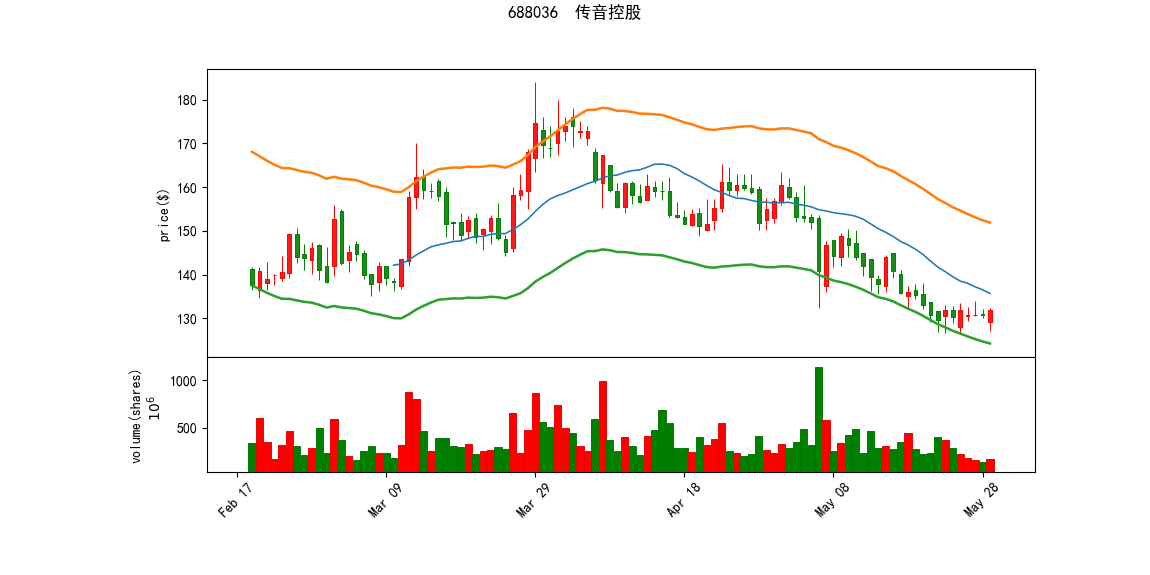 688036 传音控股
180
170
160
150
140
130
price($)
1000
500
volume(shares)
10^6
Feb 17
Mar 09
Mar 29
Apr 18
May 08
May 28